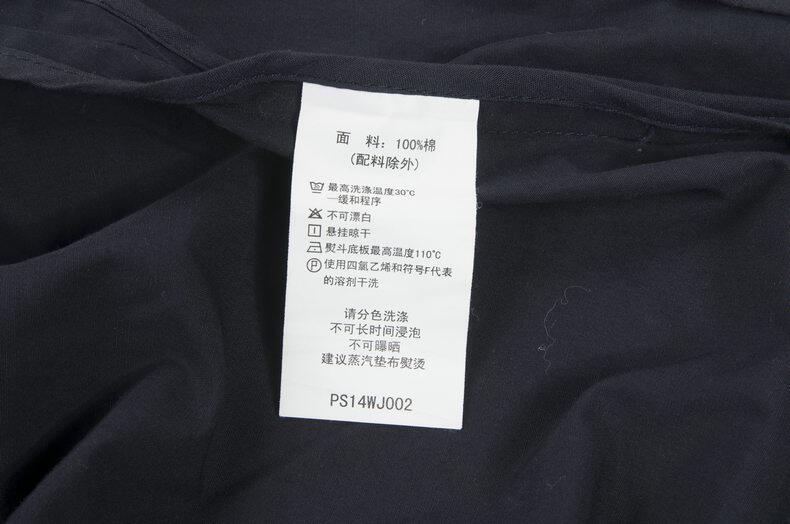 面 料：100%棉
(配料除外)
最高洗涤温度30℃
—缓和程序
不可漂白
悬挂晾干
熨斗底板最高温度110℃
使用四氯乙烯和符号F代表
的溶剂干洗
请分色洗涤
不可长时间浸泡
不可曝晒
建议蒸汽垫布熨烫
PS14WJ002